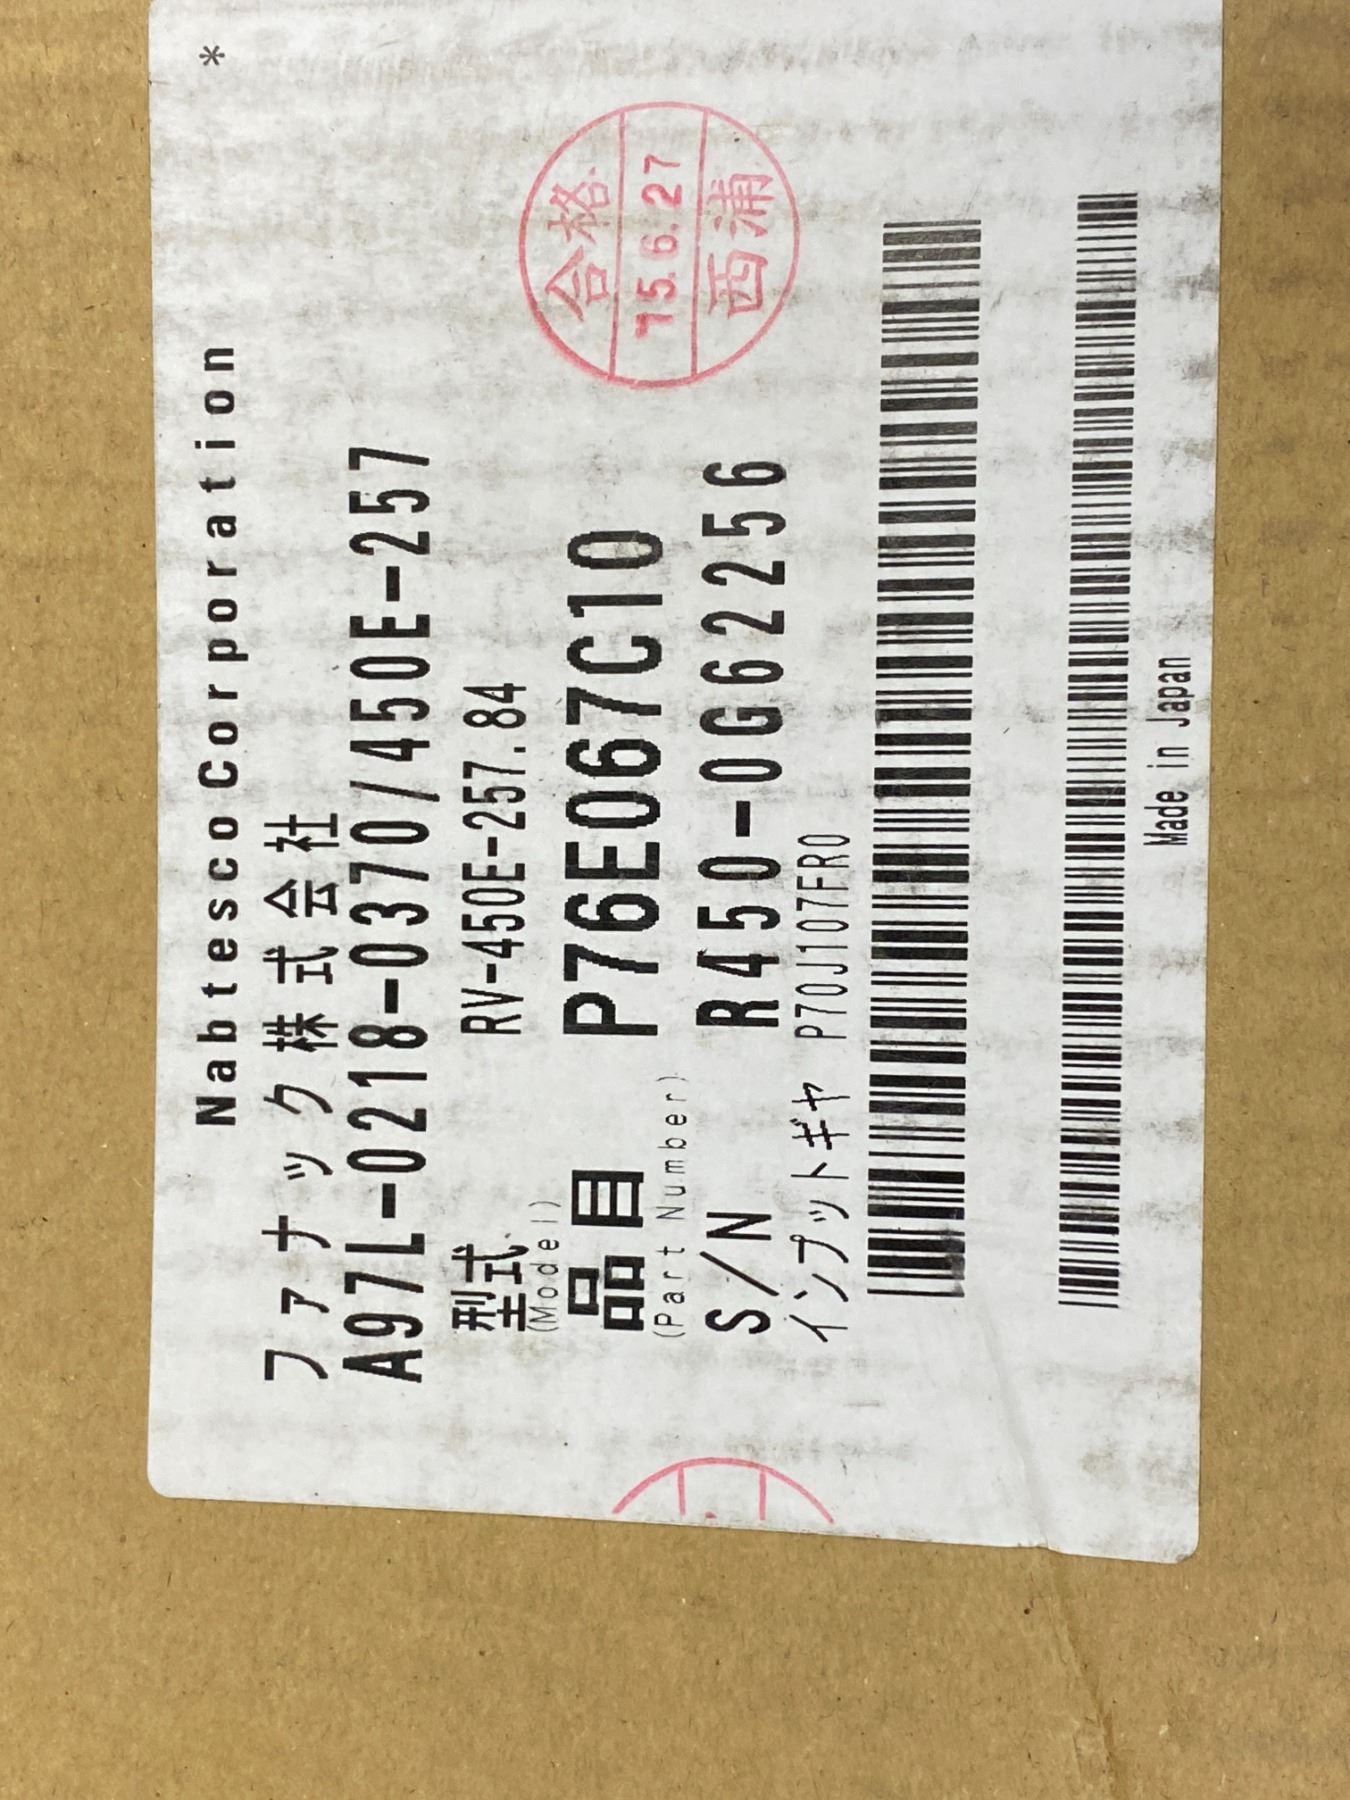 *
Nabtesco Corporation
ファナック株式会社
A97L-0218-0370/450E-257
型式 RV-450E-257.84
(Model)
品目 P76E067C10
(Part Number)
S/N R450-0G62256
インプットギヤ P70J107FR0
Made in Japan
合格
15.6.27
西浦